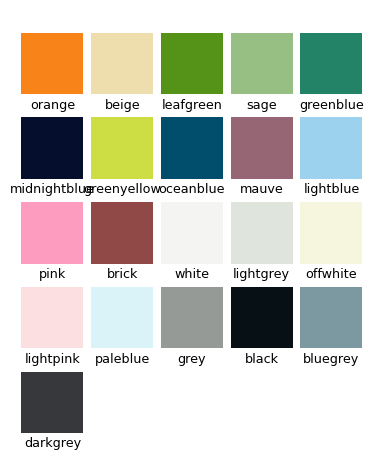 orange beige leafgreen sage greenblue
midnightblue greenyellow oceanblue mauve lightblue
pink brick white lightgrey offwhite
lightpink paleblue grey black bluegrey
darkgrey